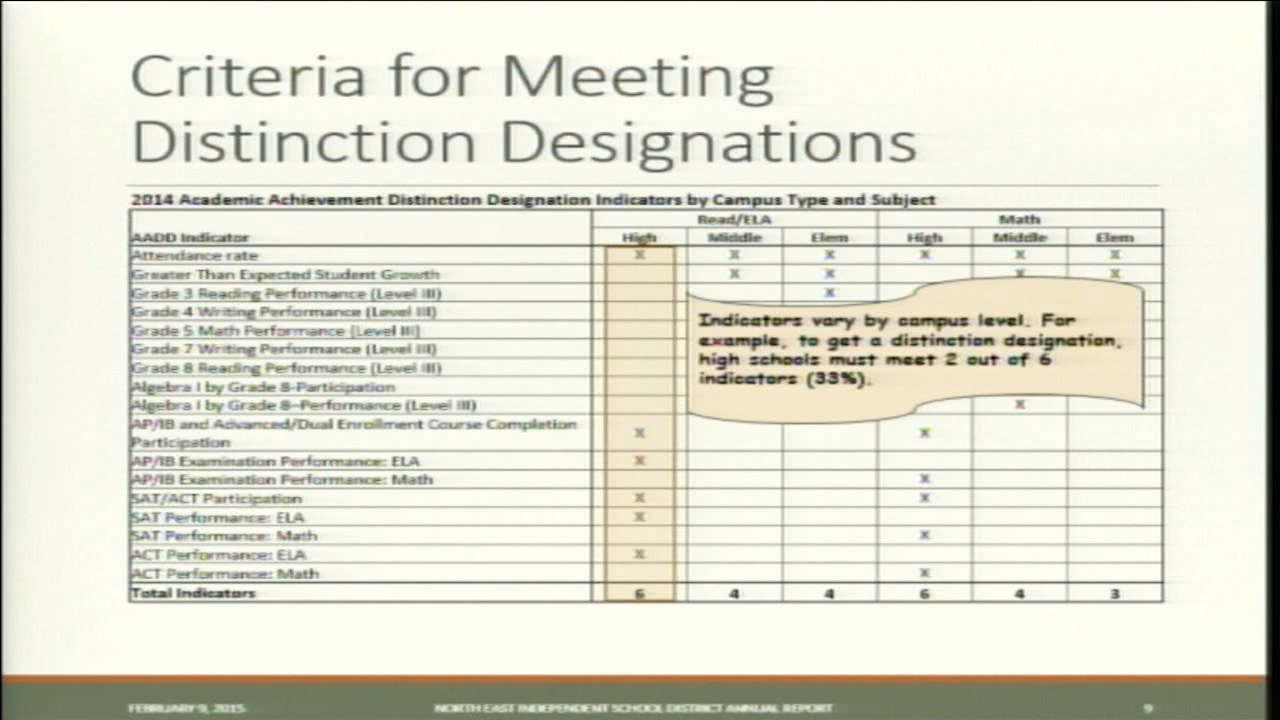 Criteria for Meeting
Distinction Designations
2014 Academic Achievement Distinction Designation Indicators by Campus Type and Subject
Read/ELA Math
AADD Indicator High Middle Elem High Middle Elem
Attendance rate X X X X X X
Greater Than Expected Student Growth X X X X
Grade 3 Reading Performance (Level III) X
Grade 4 Writing Performance (Level III)
Grade 5 Math Performance (Level III)
Grade 7 Writing Performance (Level III)
Grade 8 Reading Performance (Level III)
Algebra I by Grade 8-Participation
Algebra I by Grade 8–Performance (Level III) X
AP/IB and Advanced/Dual Enrollment Course Completion
Participation X X
AP/IB Examination Performance: ELA X
AP/IB Examination Performance: Math X
SAT/ACT Participation X X
SAT Performance: ELA X
SAT Performance: Math X
ACT Performance: ELA X
ACT Performance: Math X
Total Indicators 6 4 4 6 4 3
Indicators vary by campus level. For
example, to get a distinction designation,
high schools must meet 2 out of 6
indicators (33%).
FEBRUARY 9, 2015 NORTH EAST INDEPENDENT SCHOOL DISTRICT ANNUAL REPORT 9